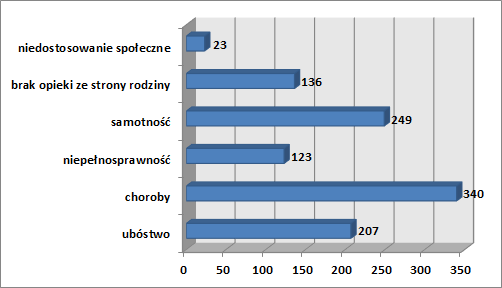 niedostosowanie społeczne 23
brak opieki ze strony rodziny 136
samotność 249
niepełnosprawność 123
choroby 340
ubóstwo 207
0 50 100 150 200 250 300 350